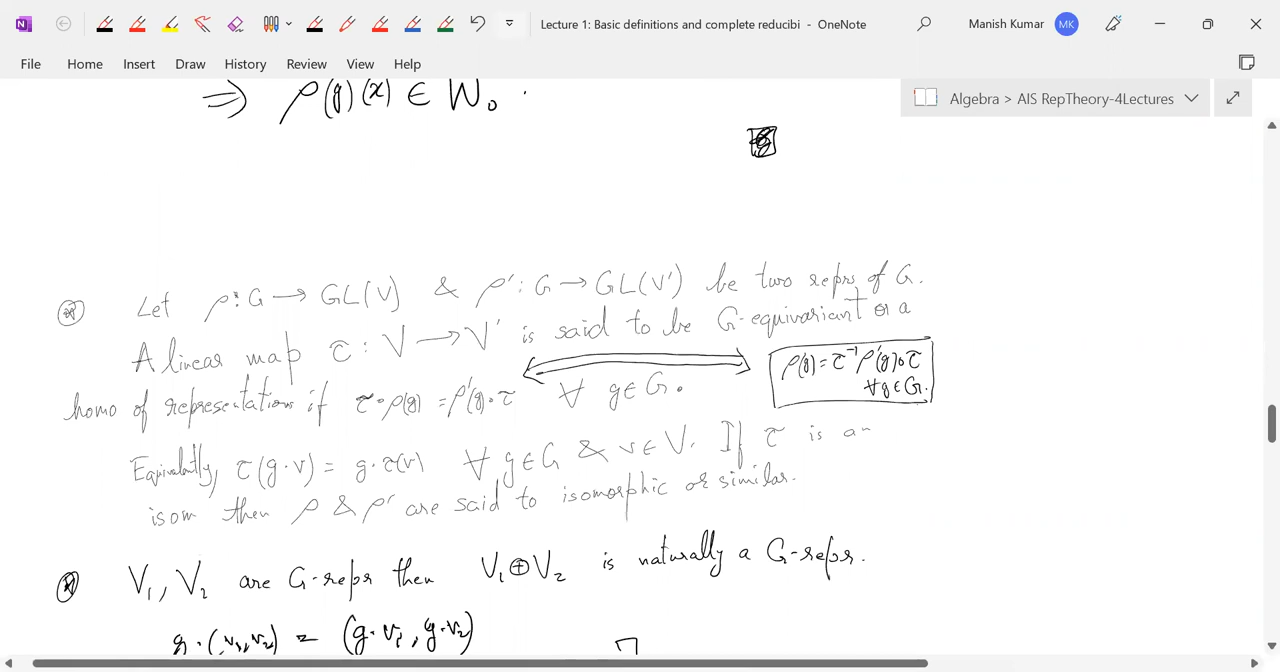 Lecture 1: Basic definitions and complete reducibi - OneNote
Manish Kumar
MK
File Home Insert Draw History Review View Help
⇒ ρ(g)(x) ∈ W₀.
Algebra > AIS RepTheory-4Lectures
Let ρ: G → GL(V) & ρ′: G → GL(V′) be two reprs of G.
A linear map τ: V → V′ is said to be G-equivariant or a
homo of representations if τ∘ρ(g) = ρ′(g)∘τ ∀ g∈G.
ρ(g) = τ⁻¹ρ′(g)∘τ
∀g∈G.
Equivalently, τ(g·v) = g·τ(v) ∀ g∈G & v∈V. If τ is an
isom then ρ & ρ′ are said to isomorphic or similar.
V₁, V₂ are G-repr then V₁⊕V₂ is naturally a G-repr.
g·(v₁,v₂) = (g·v₁, g·v₂)